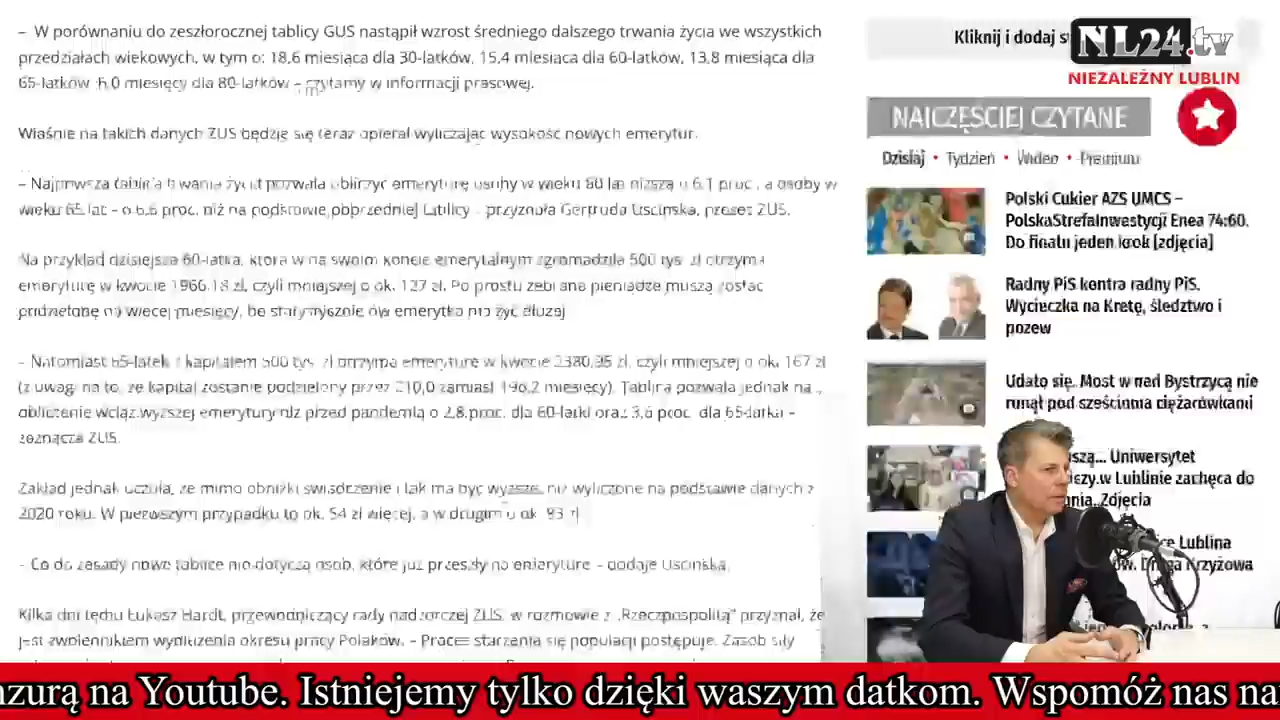 – W porównaniu do zeszłorocznej tablicy GUS nastąpił wzrost średniego dalszego trwania życia we wszystkich
przedziałach wiekowych, w tym o: 18,6 miesiąca dla 30-latków, 15,4 miesiąca dla 60-latków, 13,8 miesiąca dla
65-latków i 6,0 miesięcy dla 80-latków – czytamy w informacji prasowej.
Właśnie na takich danych ZUS będzie się teraz opierał wyliczając wysokość nowych emerytur.
– Najnowsza tablica trwania życia pozwala obliczyć emeryturę osoby w wieku 60 lat niższą o 6,1 proc., a osoby w
wieku 65 lat – o 6,6 proc. niż na podstawie poprzedniej tablicy – przyznała Gertruda Uścińska, prezes ZUS.
Na przykład dzisiejsza 60-latka, która na swoim koncie emerytalnym zgromadziła 500 tys. zł otrzyma
emeryturę w kwocie 1966,18 zł, czyli mniejszej o ok. 127 zł. Po prostu zebrane pieniądze muszą zostać
podzielone na więcej miesięcy, bo statystycznie ów emerytka ma żyć dłużej
– Natomiast 65-latek z kapitałem 500 tys. zł otrzyma emeryturę w kwocie 2380,95 zł, czyli mniejszej o ok. 167 zł
(z uwagi na to, że kapitał zostanie podzielony przez 210,0 zamiast 196,2 miesięcy). Tablica pozwala jednak na
obliczenie wciąż wyższej emerytury niż przed pandemią o 2,8 proc. dla 60-latki oraz 3,6 proc. dla 65-latka –
zaznacza ZUS.
Zakład jednak uczula, że mimo obniżki świadczenie i tak ma być wyższe, niż wyliczone na podstawie danych z
2020 roku. W pierwszym przypadku to ok. 54 zł więcej, a w drugim o ok. 83 zł
– Co do zasady nowe tablice nie dotyczą osób, które już przeszły na emeryturę – dodaje Uścińska.
Kilka dni temu Łukasz Hardt, przewodniczący rady nadzorczej ZUS, w rozmowie z „Rzeczpospolitą” przyznał, że
jest zwolennikiem wydłużenia okresu pracy Polaków. – Proces starzenia się populacji postępuje. Zasób siły
Kliknij i dodaj
NL24.tv
NIEZALEŻNY LUBLIN
NAJCZĘŚCIEJ CZYTANE
Dzisiaj • Tydzień • Wideo • Premium
Polski Cukier AZS UMCS –
PolskaStrefaInwestycji Enea 74:60.
Do finału jeden krok [zdjęcia]
Radny PiS kontra radny PiS.
Wycieczka na Kretę, śledztwo i
pozew
Udało się. Most w nad Bystrzycą nie
runął pod sześcioma ciężarówkami
Uniwersytet
w Lublinie zachęca do
Zdjęcia
Lublina
Droga Krzyżowa
nzurą na Youtube. Istniejemy tylko dzięki waszym datkom. Wspomóż nas na